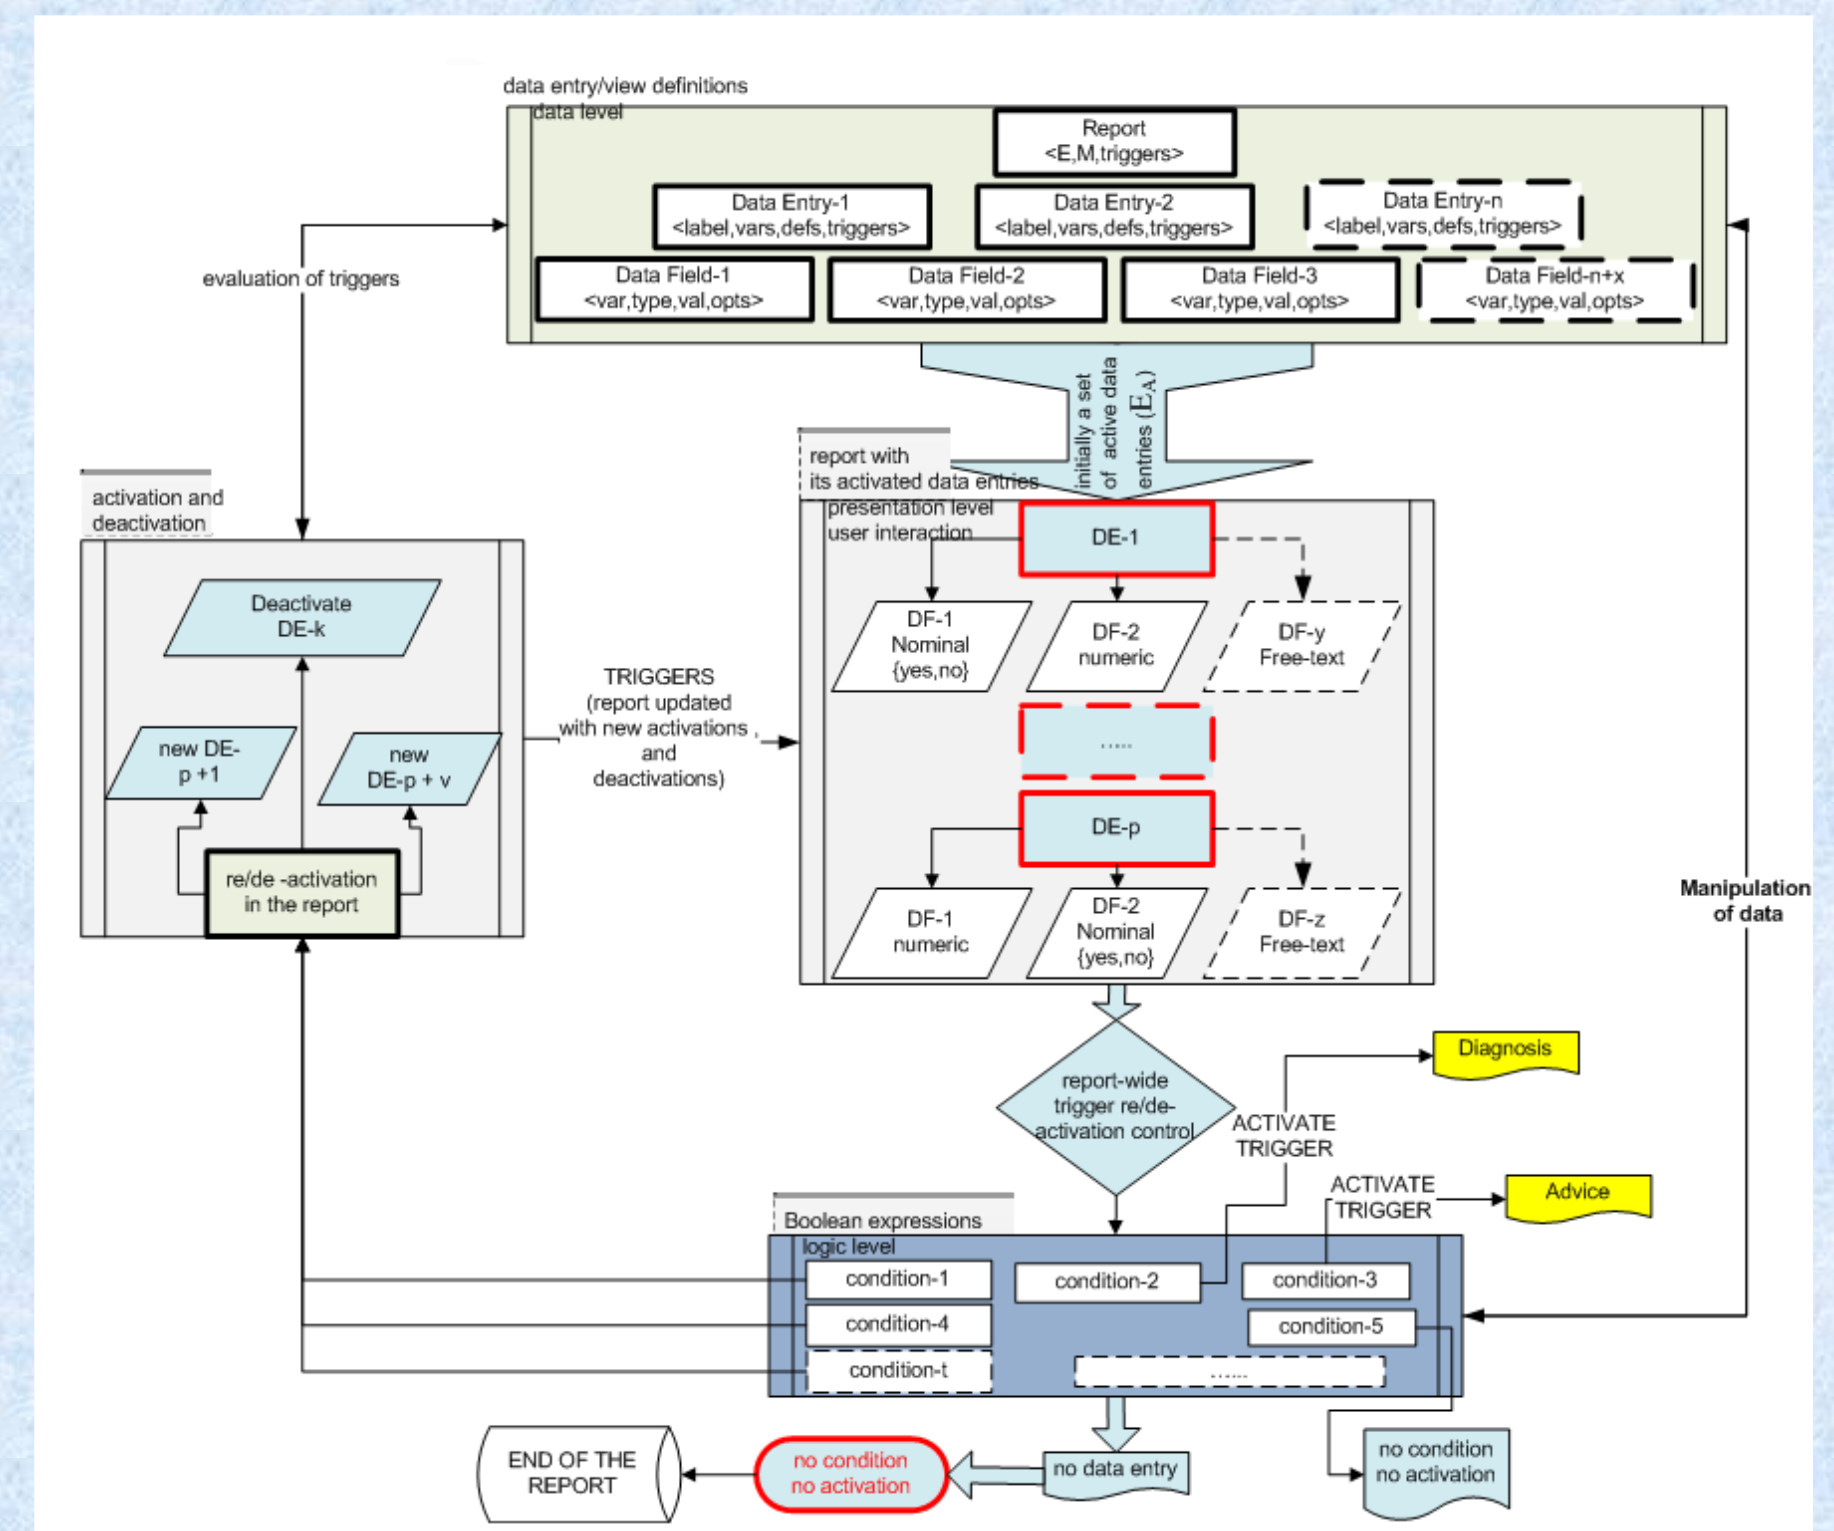 data entry/view definitions
data level
Report
<E,M,triggers>
Data Entry-1
<label,vars,defs,triggers>
Data Entry-2
<label,vars,defs,triggers>
Data Entry-n
<label,vars,defs,triggers>
Data Field-1
<var,type,val,opts>
Data Field-2
<var,type,val,opts>
Data Field-3
<var,type,val,opts>
Data Field-n+x
<var,type,val,opts>
evaluation of triggers
initially a set
of active data
entries (EA)
report with
its activated data entries
presentation level
user interaction
activation and
deactivation
Deactivate
DE-k
new DE-
p +1
new
DE-p + v
re/de -activation
in the report
TRIGGERS
(report updated
with new activations ,
and
deactivations)
DE-1
DF-1
Nominal
{yes,no}
DF-2
numeric
DF-y
Free-text
.....
DE-p
DF-1
numeric
DF-2
Nominal
{yes,no}
DF-z
Free-text
Manipulation
of data
report-wide
trigger re/de-
activation control
ACTIVATE
TRIGGER
Diagnosis
ACTIVATE
TRIGGER
Advice
Boolean expressions
logic level
condition-1
condition-2
condition-3
condition-4
condition-5
condition-t
......
END OF THE
REPORT
no condition
no activation
no data entry
no condition
no activation